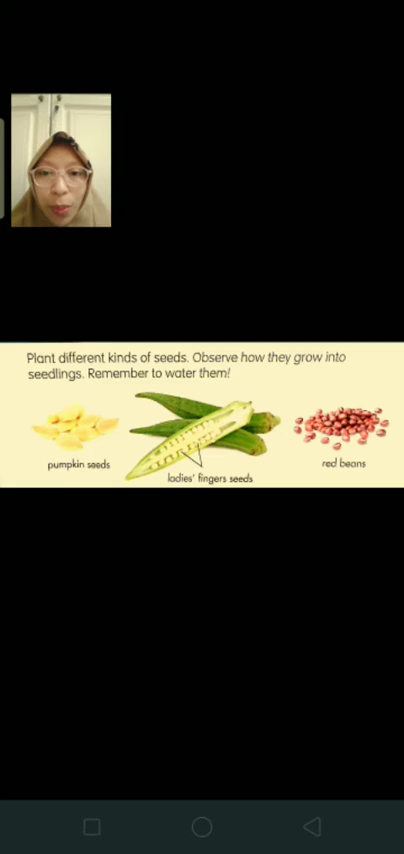 Plant different kinds of seeds. Observe how they grow into
seedlings. Remember to water them!
pumpkin seeds
ladies' fingers seeds
red beans